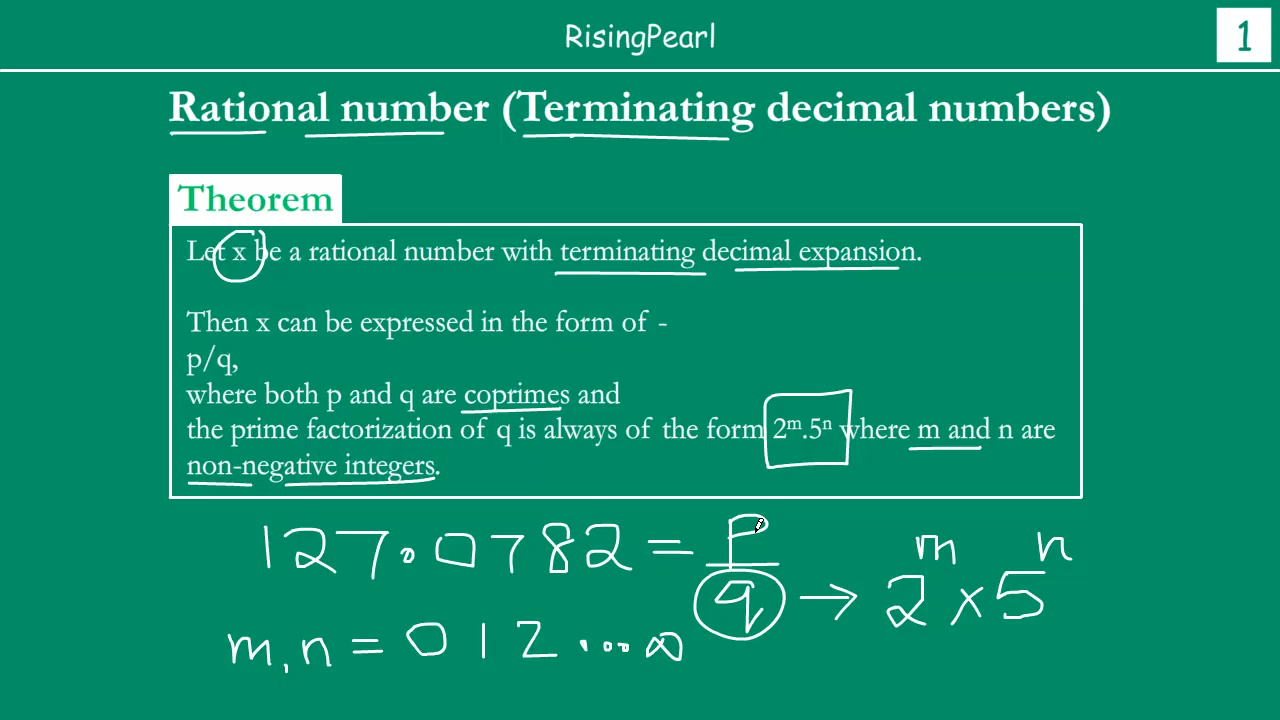 RisingPearl
1
Rational number (Terminating decimal numbers)
Theorem
Let x be a rational number with terminating decimal expansion.
Then x can be expressed in the form of -
p/q,
where both p and q are coprimes and
the prime factorization of q is always of the form 2ᵐ.5ⁿ where m and n are
non-negative integers.
127.0782 = P/q → 2ᵐ × 5ⁿ
m,n = 0 1 2 .... ∞